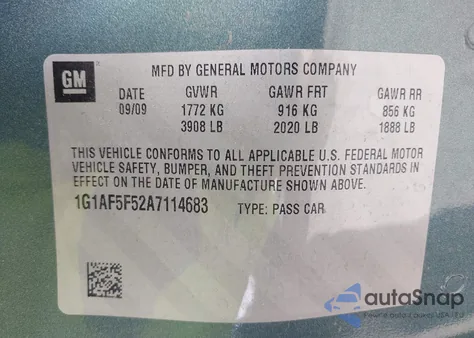 GM
MFD BY GENERAL MOTORS COMPANY
DATE GVWR GAWR FRT GAWR RR
09/09 1772 KG 916 KG 856 KG
3908 LB 2020 LB 1888 LB
THIS VEHICLE CONFORMS TO ALL APPLICABLE U.S. FEDERAL MOTOR
VEHICLE SAFETY, BUMPER, AND THEFT PREVENTION STANDARDS IN
EFFECT ON THE DATE OF MANUFACTURE SHOWN ABOVE.
1G1AF5F52A7114683 TYPE: PASS CAR
autoSnap